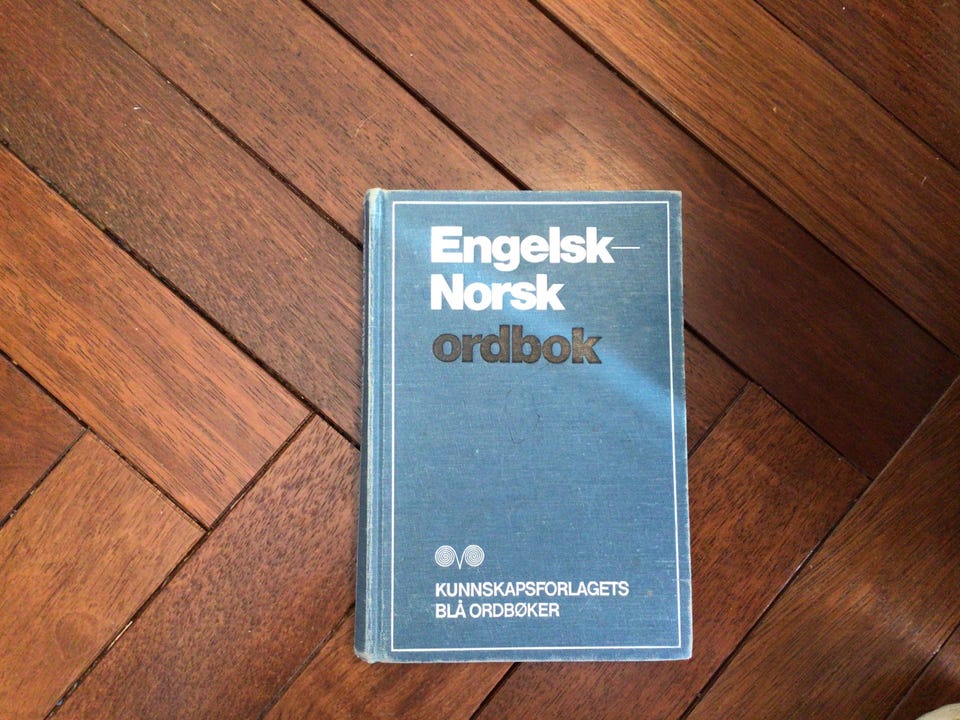 Engelsk–
Norsk
ordbok
KUNNSKAPSFORLAGETS
BLÅ ORDBØKER